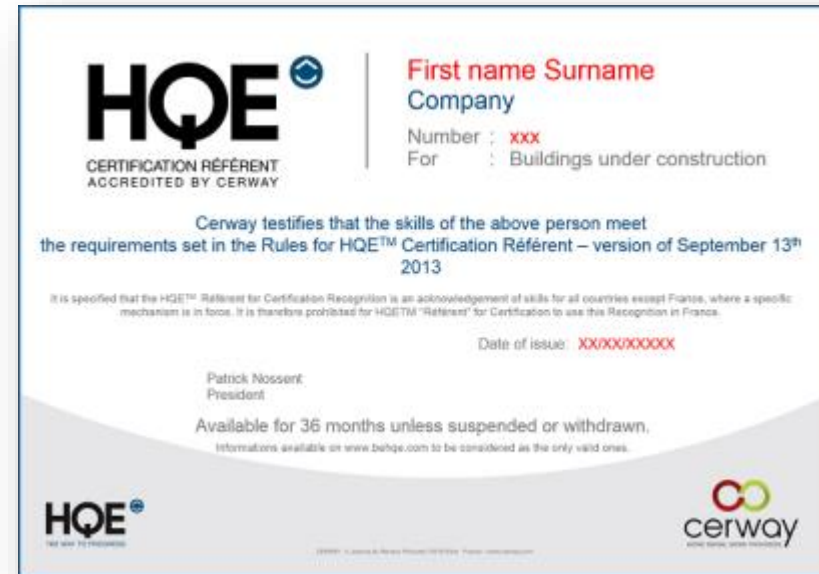 HQE
CERTIFICATION RÉFÉRENT
ACCREDITED BY CERWAY
First name Surname
Company
Number : xxx
For : Buildings under construction
Cerway testifies that the skills of the above person meet
the requirements set in the Rules for HQE™ Certification Référent – version of September 13th
2013
It is specified that the HQE™ Référent for Certification Recognition is an acknowledgement of skills for all countries except France, where a specific
mechanism is in force. It is therefore prohibited for HQETM "Référent" for Certification to use this Recognition in France.
Date of issue: XX/XX/XXXXX
Patrick Nossent
President
Available for 36 months unless suspended or withdrawn.
Informations available on www.behqe.com to be considered as the only valid ones.
HQE
THE WAY TO PROGRESS
cerway